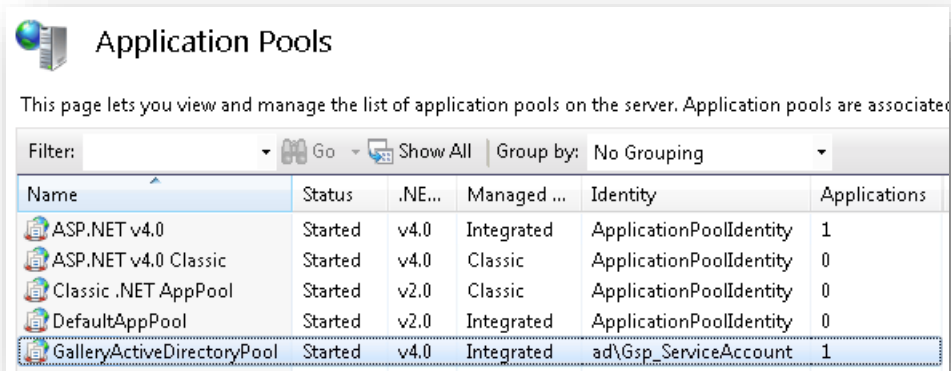 Application Pools
This page lets you view and manage the list of application pools on the server. Application pools are associated
Filter: Go Show All Group by: No Grouping
Name Status .NE... Managed ... Identity Applications
ASP.NET v4.0 Started v4.0 Integrated ApplicationPoolIdentity 1
ASP.NET v4.0 Classic Started v4.0 Classic ApplicationPoolIdentity 0
Classic .NET AppPool Started v2.0 Classic ApplicationPoolIdentity 0
DefaultAppPool Started v2.0 Integrated ApplicationPoolIdentity 0
GalleryActiveDirectoryPool Started v4.0 Integrated ad\Gsp_ServiceAccount 1